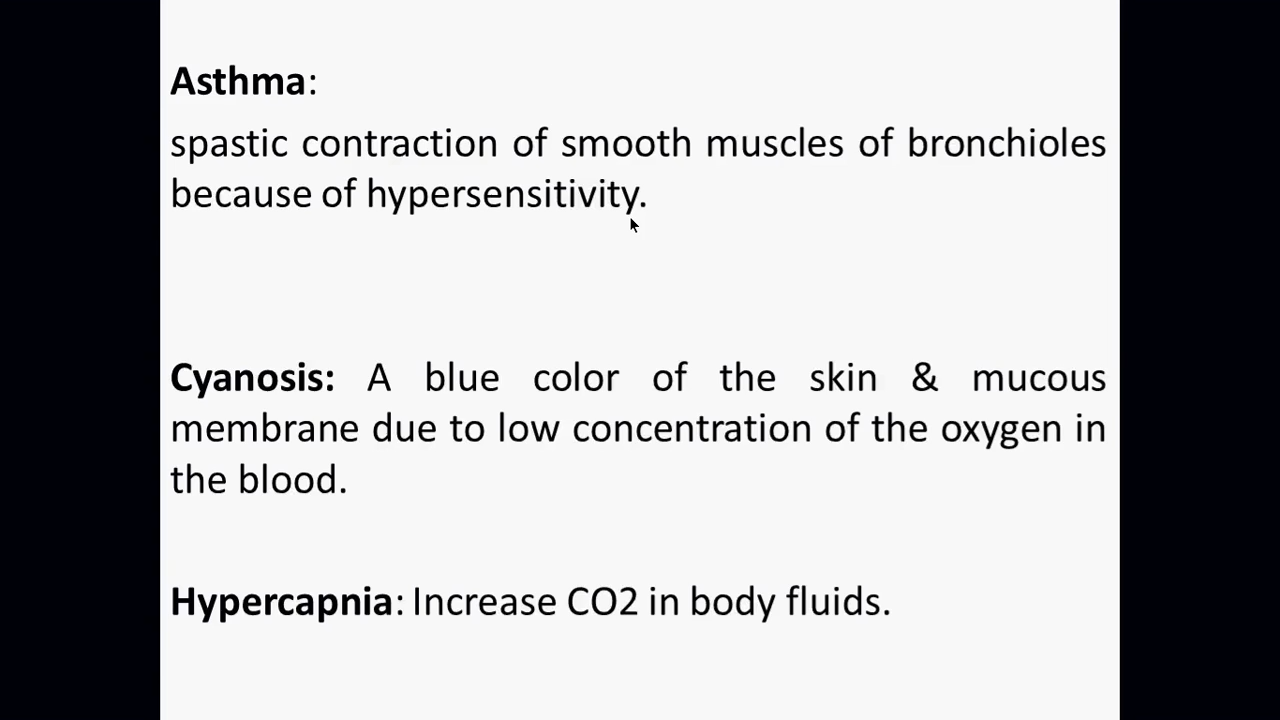 Asthma:
spastic contraction of smooth muscles of bronchioles
because of hypersensitivity.
Cyanosis: A blue color of the skin & mucous
membrane due to low concentration of the oxygen in
the blood.
Hypercapnia: Increase CO2 in body fluids.